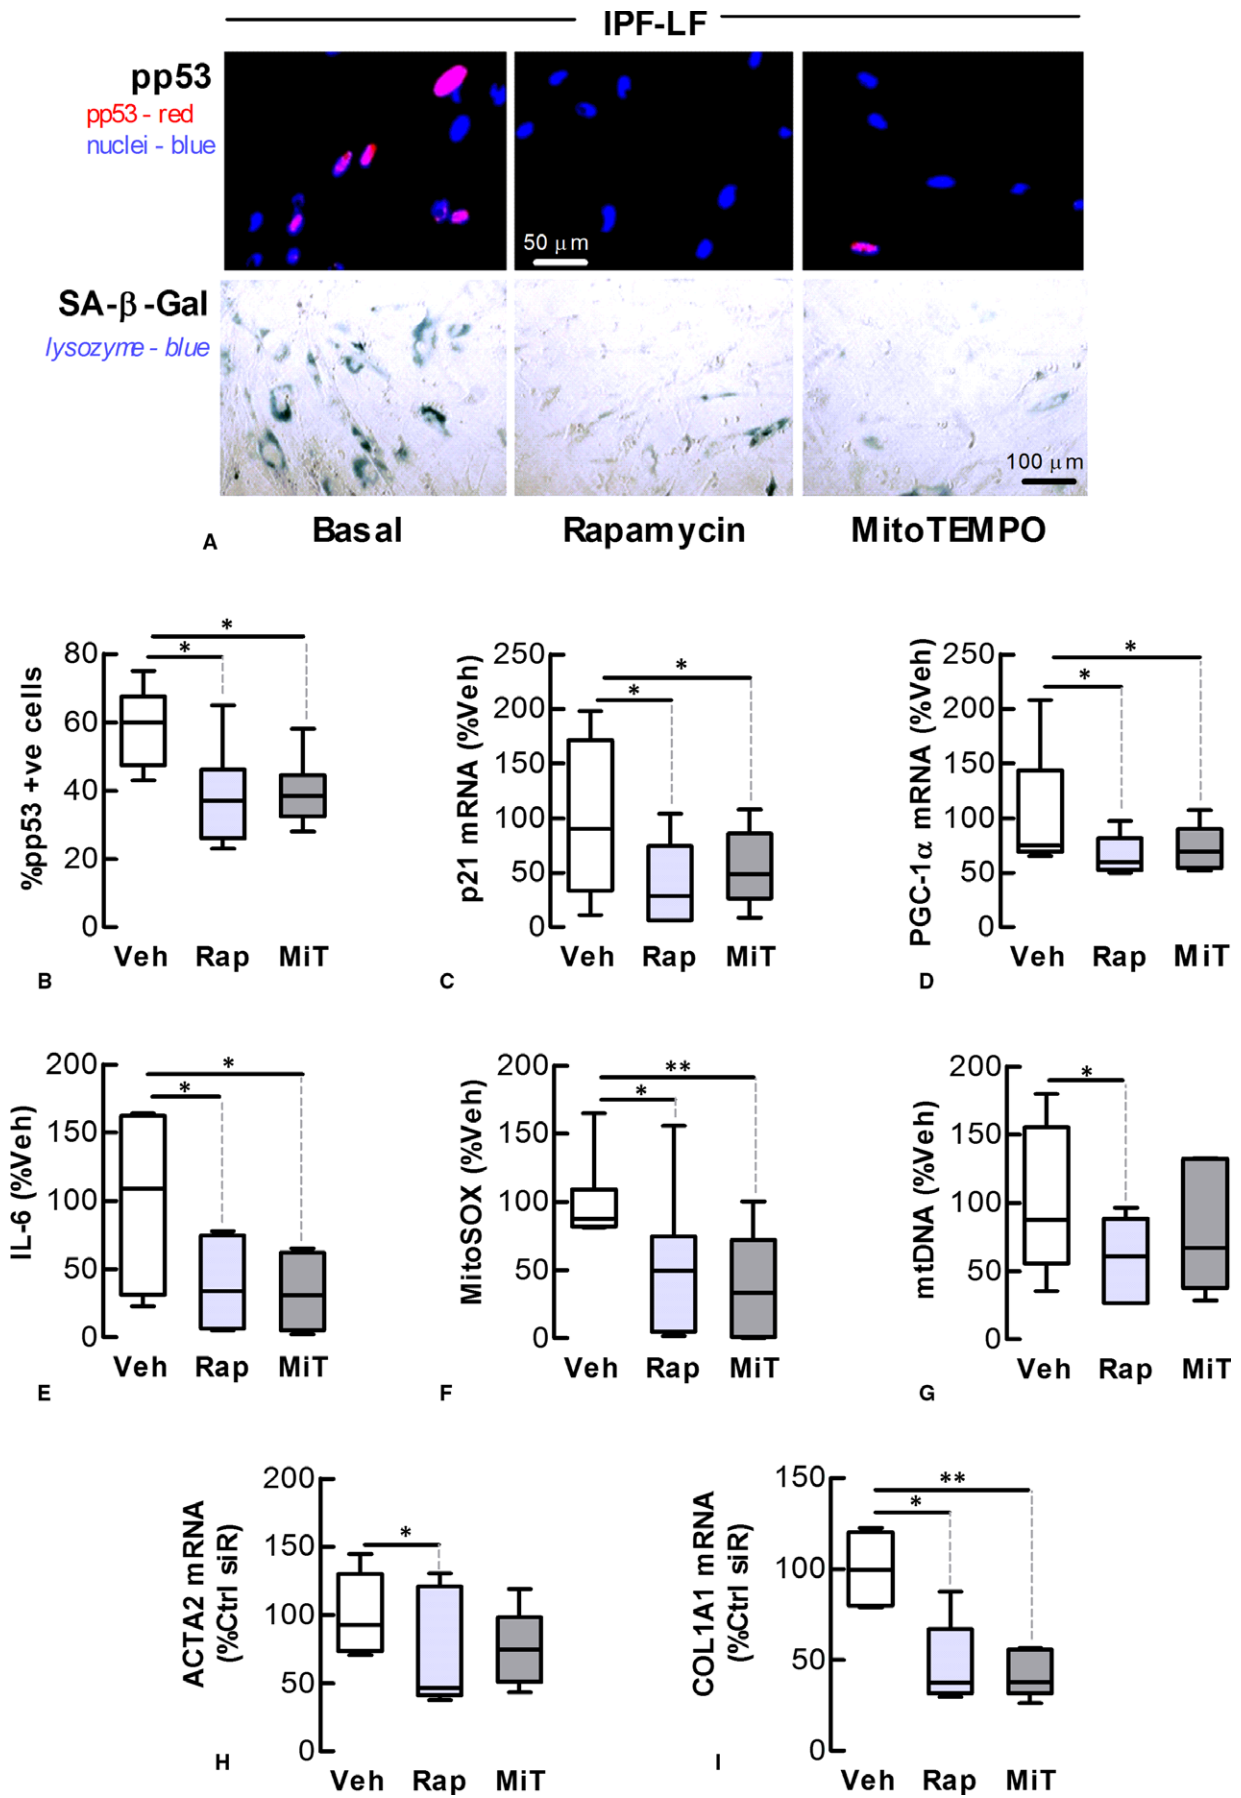 IPF-LF
pp53
pp53 - red
nuclei - blue
50 μm
SA-β-Gal
lysozyme - blue
100 μm
Basal
Rapamycin
MitoTEMPO
A
%pp53 +ve cells
80
60
40
20
0
*
*
Veh
Rap
MiT
B
p21 mRNA (%Veh)
250
200
150
100
50
0
*
*
Veh
Rap
MiT
C
PGC-1α mRNA (%Veh)
250
200
150
100
50
0
*
*
Veh
Rap
MiT
D
IL-6 (%Veh)
200
150
100
50
0
*
*
Veh
Rap
MiT
E
MitoSOX (%Veh)
200
150
100
50
0
**
*
Veh
Rap
MiT
F
mtDNA (%Veh)
200
150
100
50
0
*
Veh
Rap
MiT
G
ACTA2 mRNA
(%Ctrl siR)
200
150
100
50
0
*
Veh
Rap
MiT
H
COL1A1 mRNA
(%Ctrl siR)
150
100
50
0
**
*
Veh
Rap
MiT
I